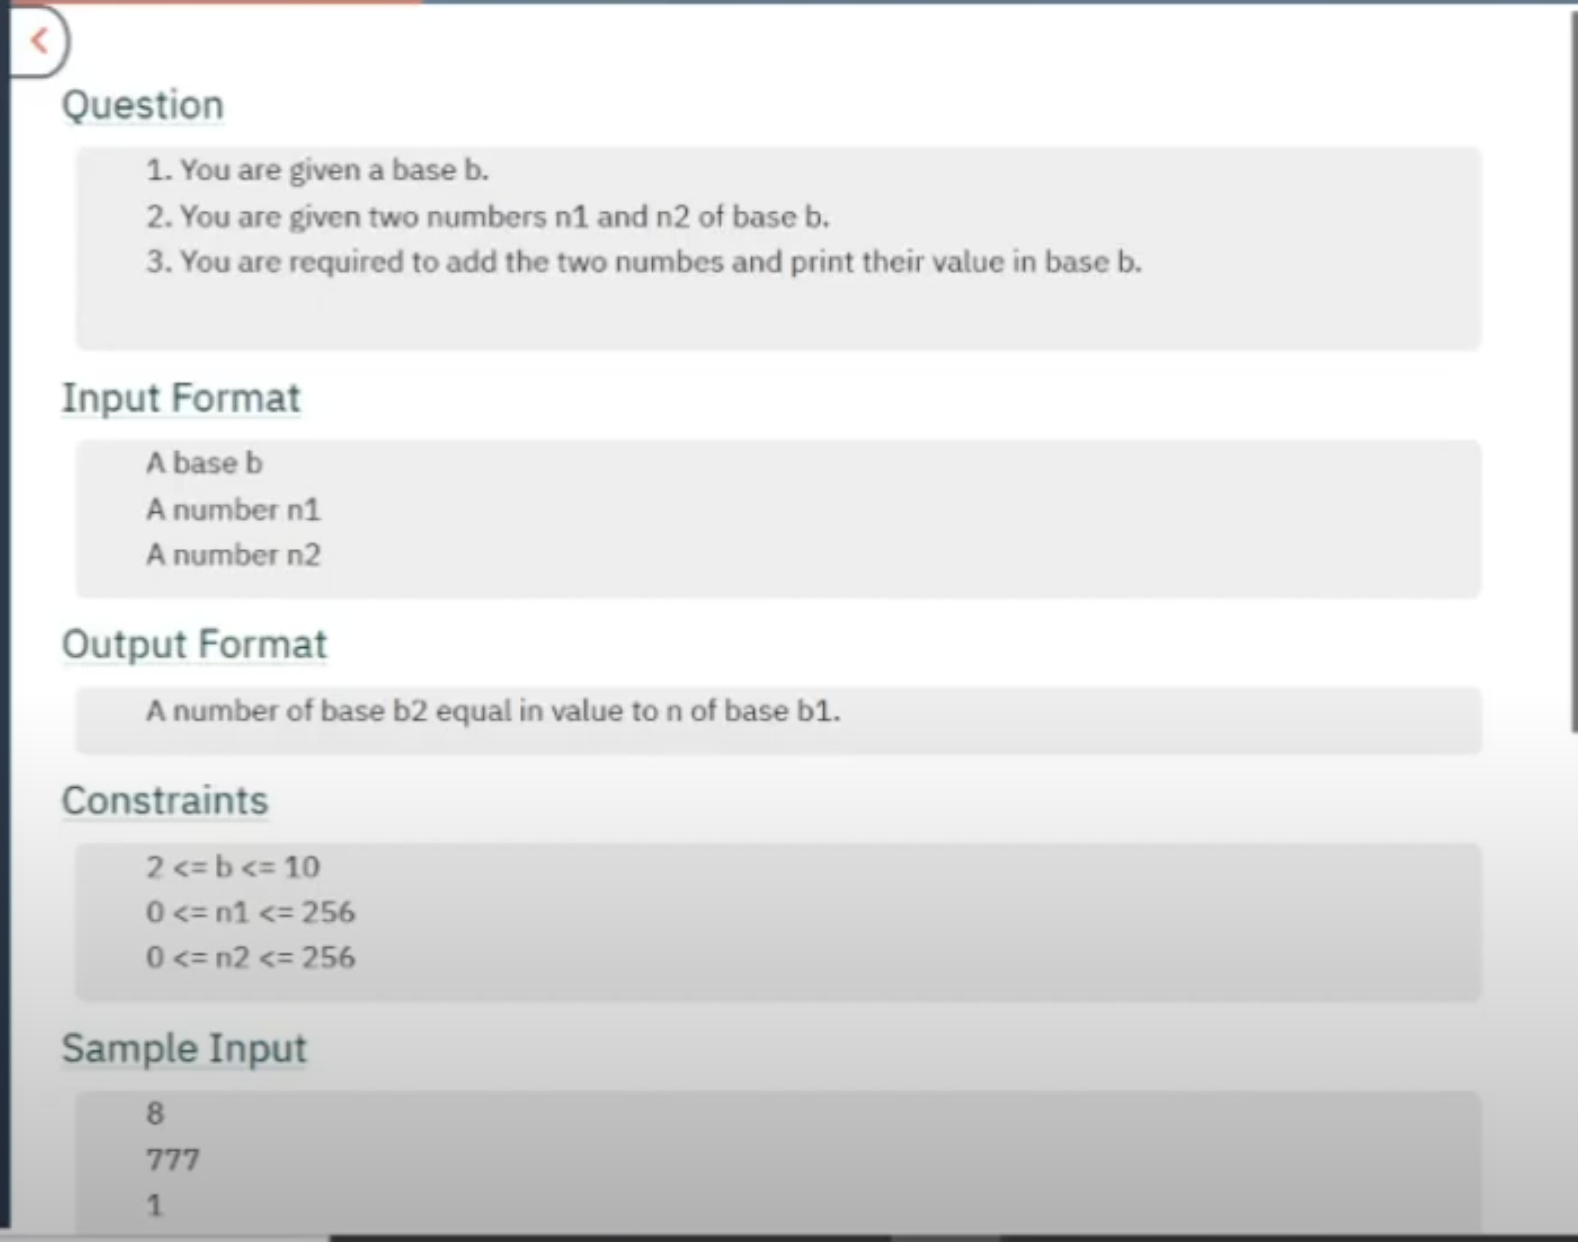 Question
1. You are given a base b.
2. You are given two numbers n1 and n2 of base b.
3. You are required to add the two numbes and print their value in base b.
Input Format
A base b
A number n1
A number n2
Output Format
A number of base b2 equal in value to n of base b1.
Constraints
2 <= b <= 10
0 <= n1 <= 256
0 <= n2 <= 256
Sample Input
8
777
1